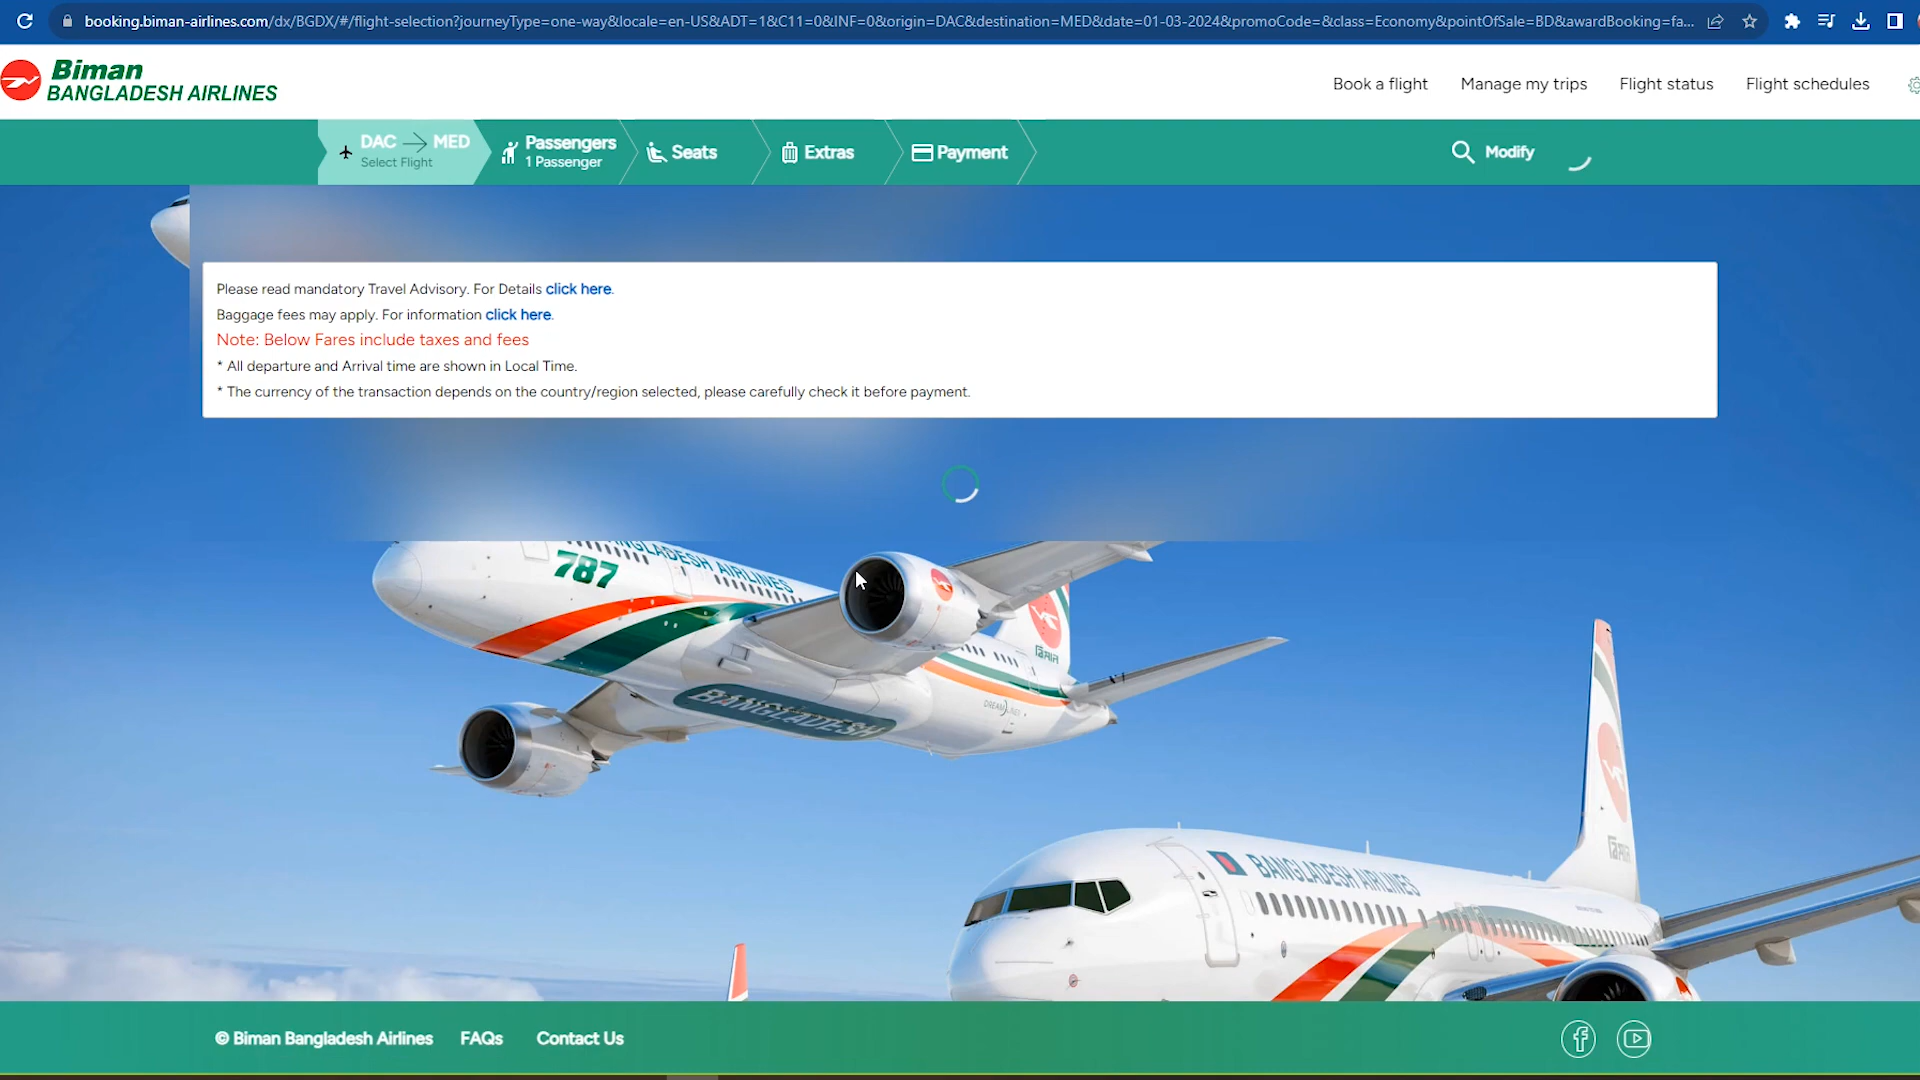 booking.biman-airlines.com/dx/BGDX/#/flight-selection?journeyType=one-way&locale=en-US&ADT=1&C11=0&INF=0&origin=DAC&destination=MED&date=01-03-2024&promoCode=&class=Economy&pointOfSale=BD&awardBooking=fa...
Biman
BANGLADESH AIRLINES
Book a flight
Manage my trips
Flight status
Flight schedules
DAC → MED
Select Flight
Passengers
1 Passenger
Seats
Extras
Payment
Modify
Please read mandatory Travel Advisory. For Details click here.
Baggage fees may apply. For information click here.
Note: Below Fares include taxes and fees
* All departure and Arrival time are shown in Local Time.
* The currency of the transaction depends on the country/region selected, please carefully check it before payment.
787
BANGLADESH AIRLINES
BANGLADESH
BANGLADESH AIRLINES
© Biman Bangladesh Airlines
FAQs
Contact Us